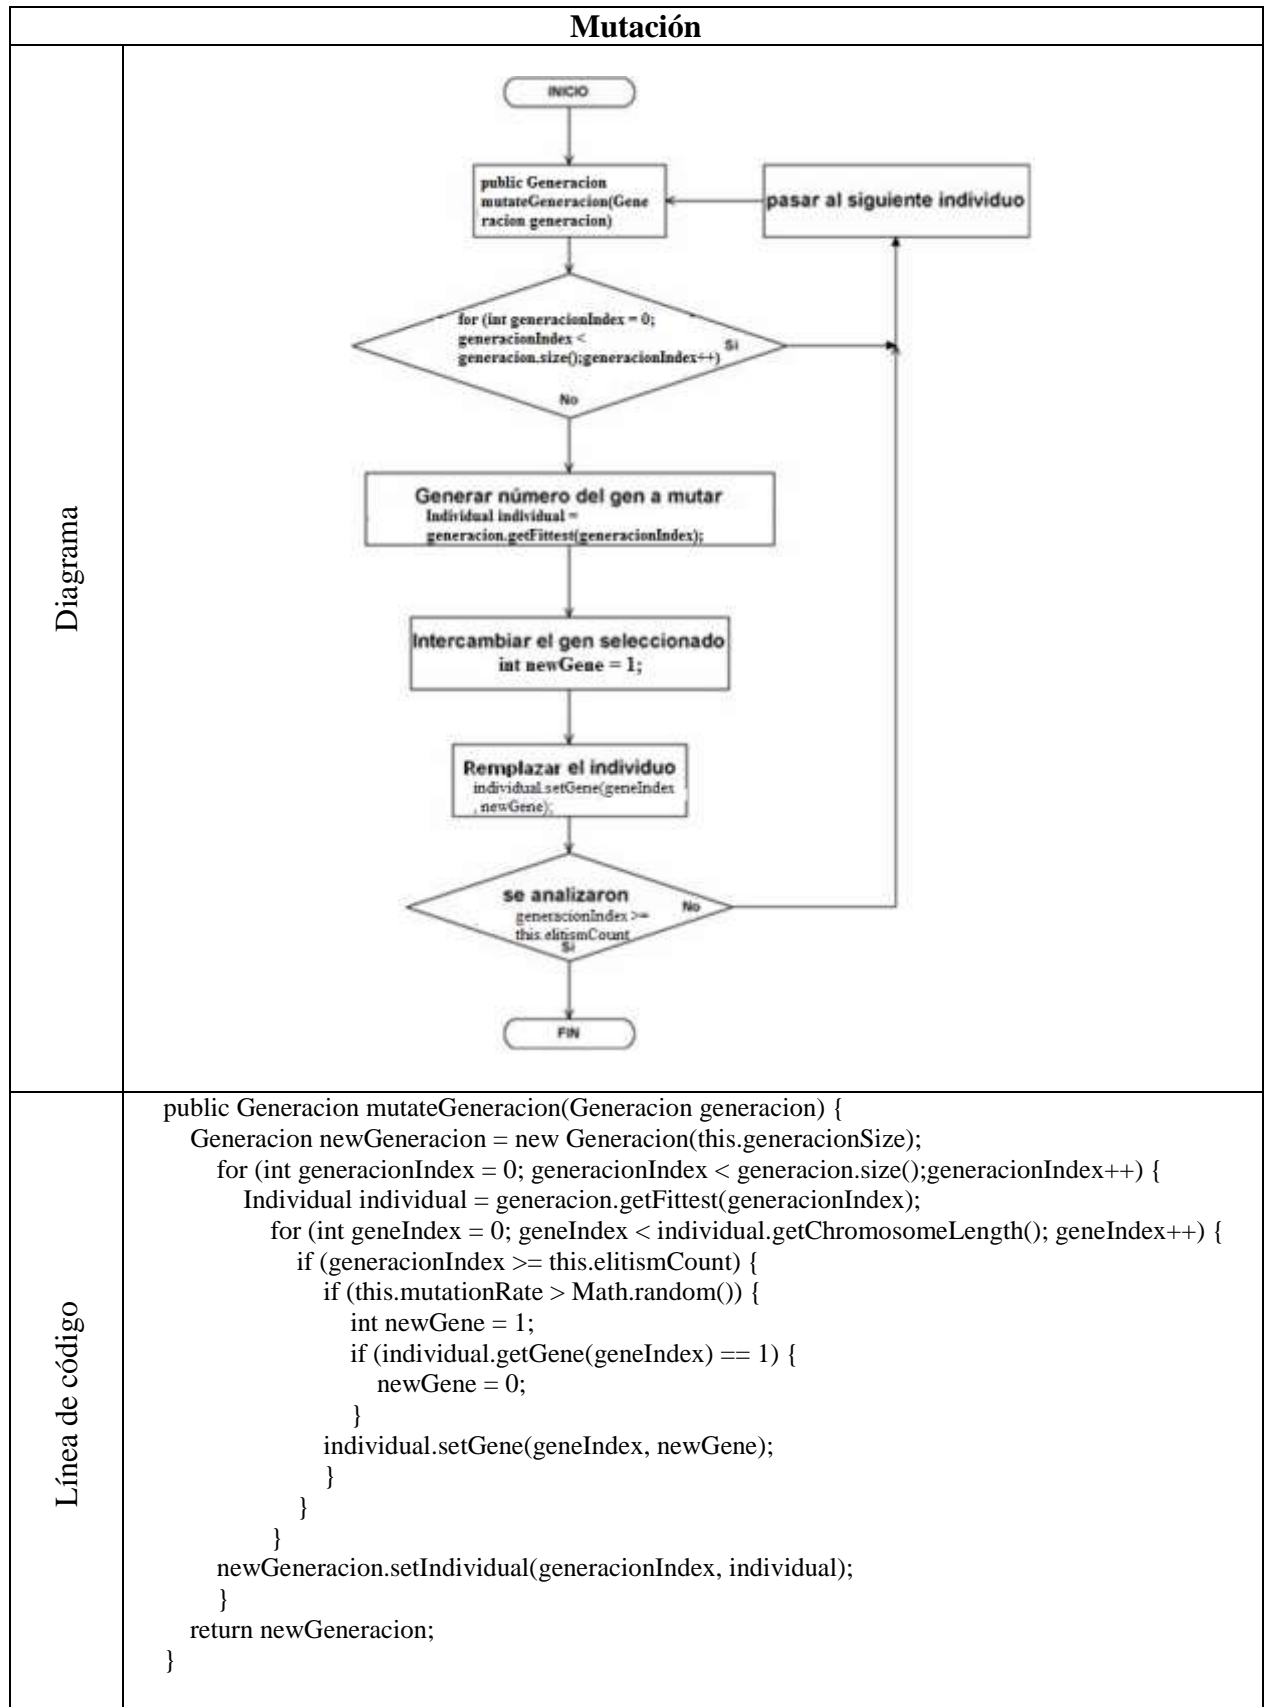 Mutación
Diagrama
INICIO
public Generacion
mutateGeneracion(Gene
racion generacion)
pasar al siguiente individuo
for (int generacionIndex = 0;
generacionIndex <
generacion.size();generacionIndex++)
Si
No
Generar número del gen a mutar
Individual individual =
generacion.getFittest(generacionIndex);
Intercambiar el gen seleccionado
int newGene = 1;
Remplazar el individuo
individual.setGene(geneIndex
, newGene);
se analizaron
generacionIndex >=
this.elitismCount
No
Si
FIN
Línea de código
public Generacion mutateGeneracion(Generacion generacion) {
Generacion newGeneracion = new Generacion(this.generacionSize);
for (int generacionIndex = 0; generacionIndex < generacion.size();generacionIndex++) {
Individual individual = generacion.getFittest(generacionIndex);
for (int geneIndex = 0; geneIndex < individual.getChromosomeLength(); geneIndex++) {
if (generacionIndex >= this.elitismCount) {
if (this.mutationRate > Math.random()) {
int newGene = 1;
if (individual.getGene(geneIndex) == 1) {
newGene = 0;
}
individual.setGene(geneIndex, newGene);
}
}
}
newGeneracion.setIndividual(generacionIndex, individual);
}
return newGeneracion;
}